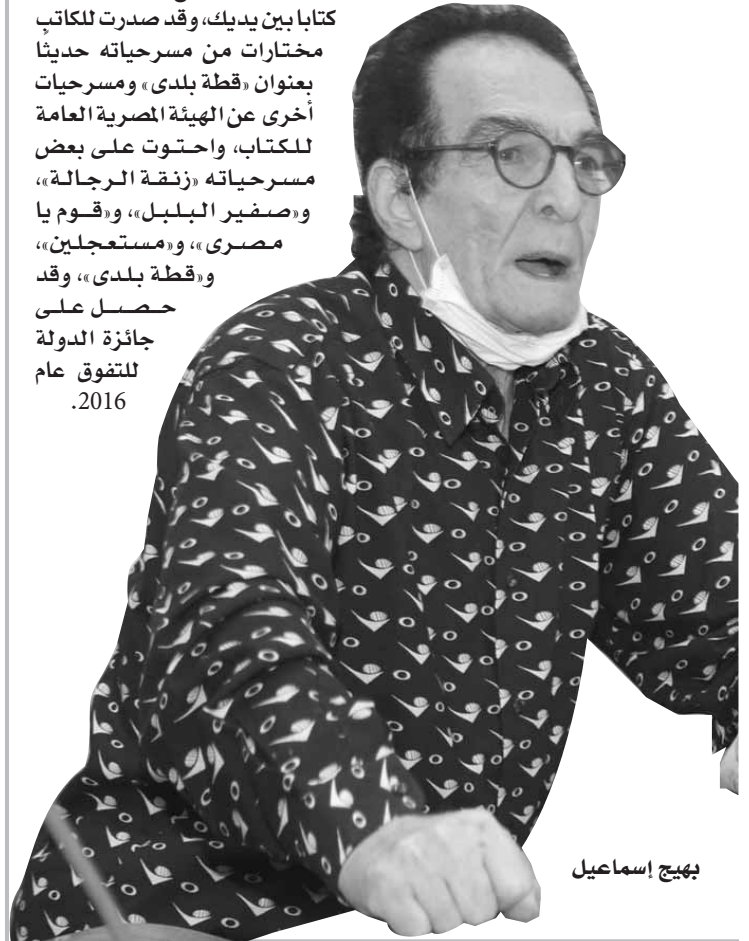 كتابا بين يديك، وقد صدرت للكاتب
مختارات من مسرحياته حديثًا
بعنوان «قطة بلدى» ومسرحيات
أخرى عن الهيئة المصرية العامة
للكتاب، واحتوت على بعض
مسرحياته «زنقة الرجالة»،
و«صفير البلبل»، و«قوم يا
مصرى»، و«مستعجلين»،
و«قطة بلدى»، وقد
حصل على
جائزة الدولة
للتفوق عام
2016.
بهيج إسماعيل